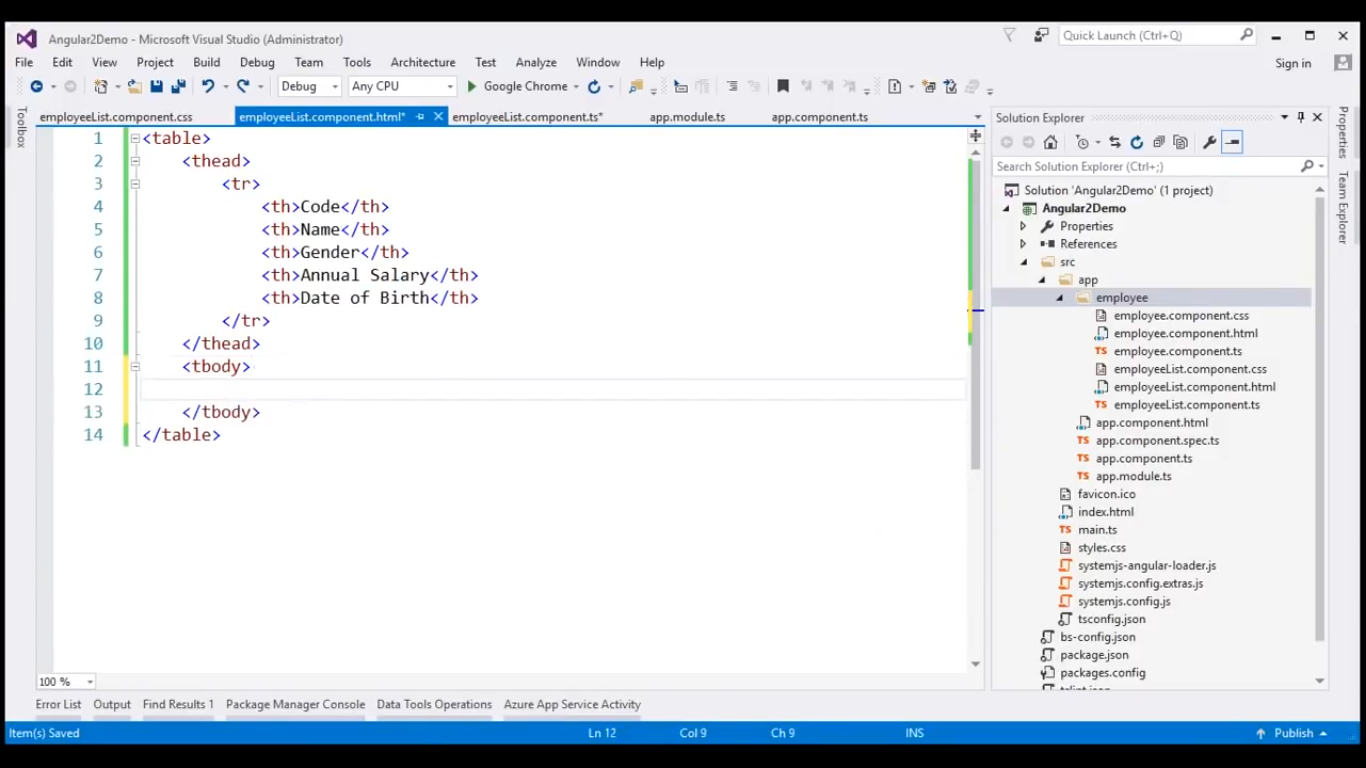 Angular2Demo - Microsoft Visual Studio (Administrator)
Quick Launch (Ctrl+Q)
File Edit View Project Build Debug Team Tools Architecture Test Analyze Window Help
Sign in
Debug Any CPU Google Chrome
Toolbox
employeeList.component.css employeeList.component.html* employeeList.component.ts* app.module.ts app.component.ts
1 <table>
2 <thead>
3 <tr>
4 <th>Code</th>
5 <th>Name</th>
6 <th>Gender</th>
7 <th>Annual Salary</th>
8 <th>Date of Birth</th>
9 </tr>
10 </thead>
11 <tbody>
12
13 </tbody>
14 </table>
100 %
Solution Explorer
Search Solution Explorer (Ctrl+;)
Solution 'Angular2Demo' (1 project)
Angular2Demo
Properties
References
src
app
employee
employee.component.css
employee.component.html
employee.component.ts
employeeList.component.css
employeeList.component.html
employeeList.component.ts
app.component.html
app.component.spec.ts
app.component.ts
app.module.ts
favicon.ico
index.html
main.ts
styles.css
systemjs-angular-loader.js
systemjs.config.extras.js
systemjs.config.js
tsconfig.json
bs-config.json
package.json
packages.config
Properties
Team Explorer
Error List Output Find Results 1 Package Manager Console Data Tools Operations Azure App Service Activity
Item(s) Saved Ln 12 Col 9 Ch 9 INS Publish